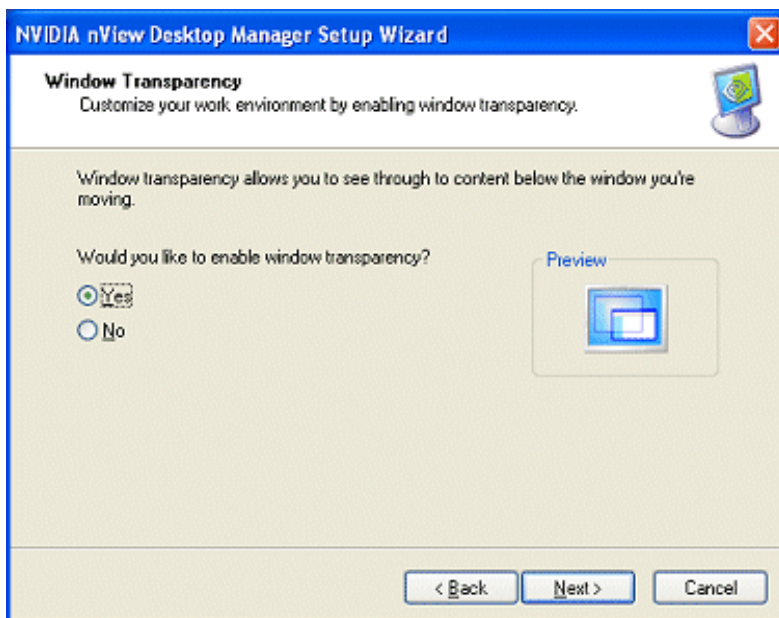 NVIDIA nView Desktop Manager Setup Wizard
Window Transparency
Customize your work environment by enabling window transparency.
Window transparency allows you to see through to content below the window you're
moving.
Would you like to enable window transparency?
Preview
Yes
No
< Back
Next >
Cancel